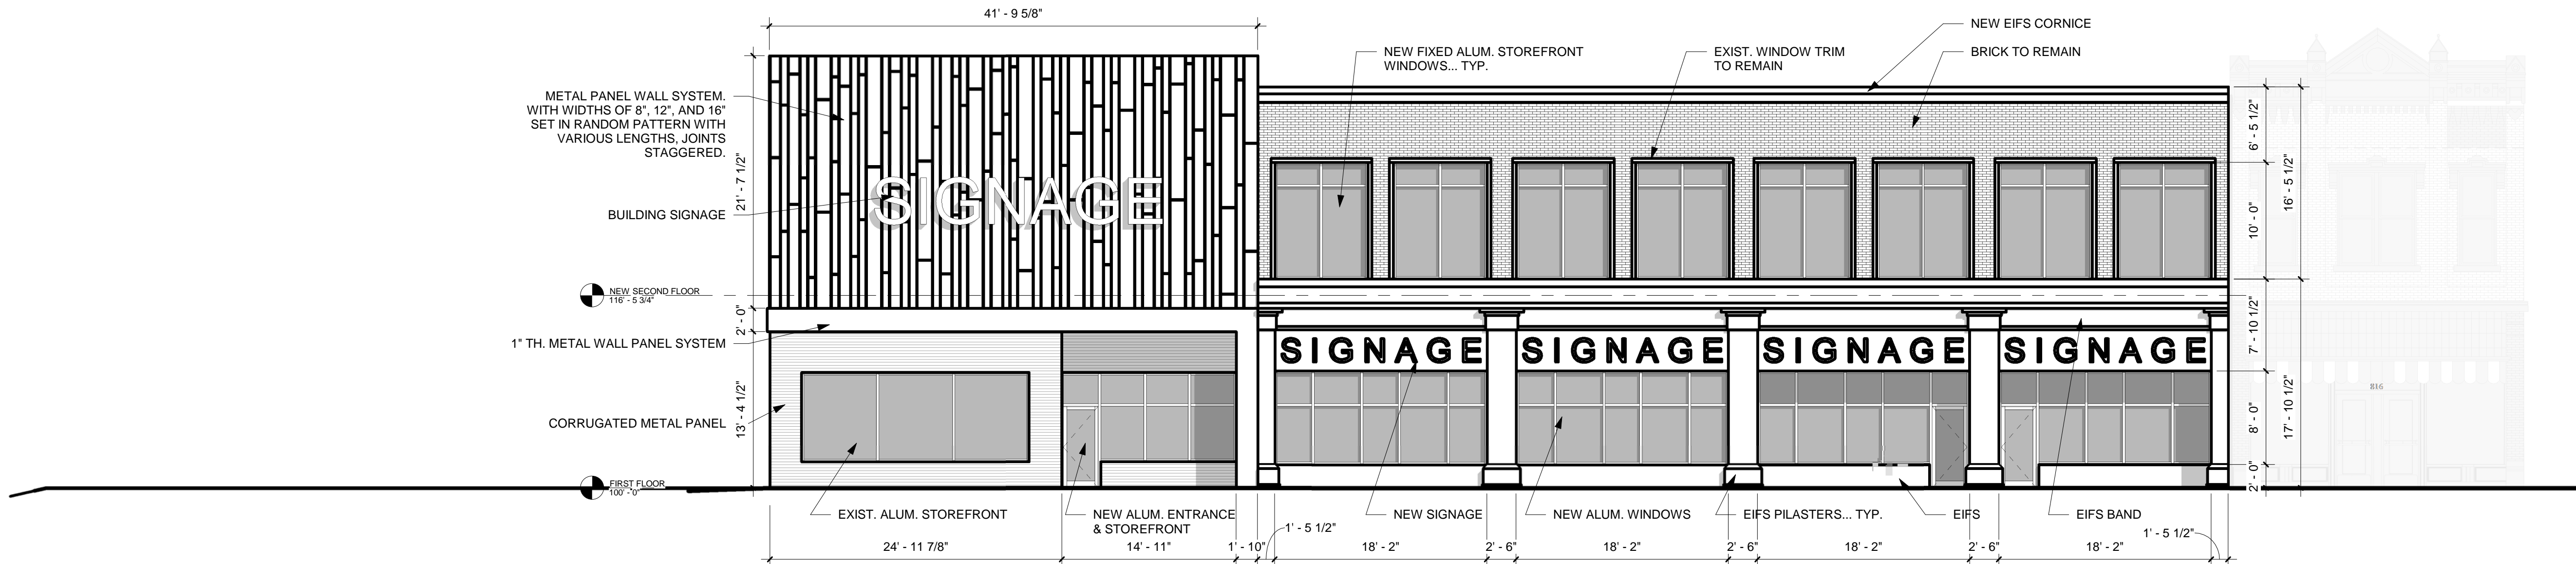 41' - 9 5/8"
NEW EIFS CORNICE
NEW FIXED ALUM. STOREFRONT
WINDOWS... TYP.
EXIST. WINDOW TRIM
TO REMAIN
BRICK TO REMAIN
METAL PANEL WALL SYSTEM.
WITH WIDTHS OF 8", 12", AND 16"
SET IN RANDOM PATTERN WITH
VARIOUS LENGTHS, JOINTS
STAGGERED.
21' - 7 1/2"
6' - 5 1/2"
16' - 5 1/2"
10' - 0"
SIGNAGE
BUILDING SIGNAGE
NEW SECOND FLOOR
116' - 5 3/4"
2' - 0"
1" TH. METAL WALL PANEL SYSTEM
SIGNAGE
SIGNAGE
SIGNAGE
SIGNAGE
7' - 10 1/2"
13' - 4 1/2"
CORRUGATED METAL PANEL
816
8' - 0"
17' - 10 1/2"
2' - 0"
FIRST FLOOR
100' - 0"
EXIST. ALUM. STOREFRONT
NEW ALUM. ENTRANCE
& STOREFRONT
NEW SIGNAGE
NEW ALUM. WINDOWS
EIFS PILASTERS... TYP.
EIFS
EIFS BAND
1' - 5 1/2"
1' - 5 1/2"
24' - 11 7/8"
14' - 11"
1' - 10"
18' - 2"
2' - 6"
18' - 2"
2' - 6"
18' - 2"
2' - 6"
18' - 2"